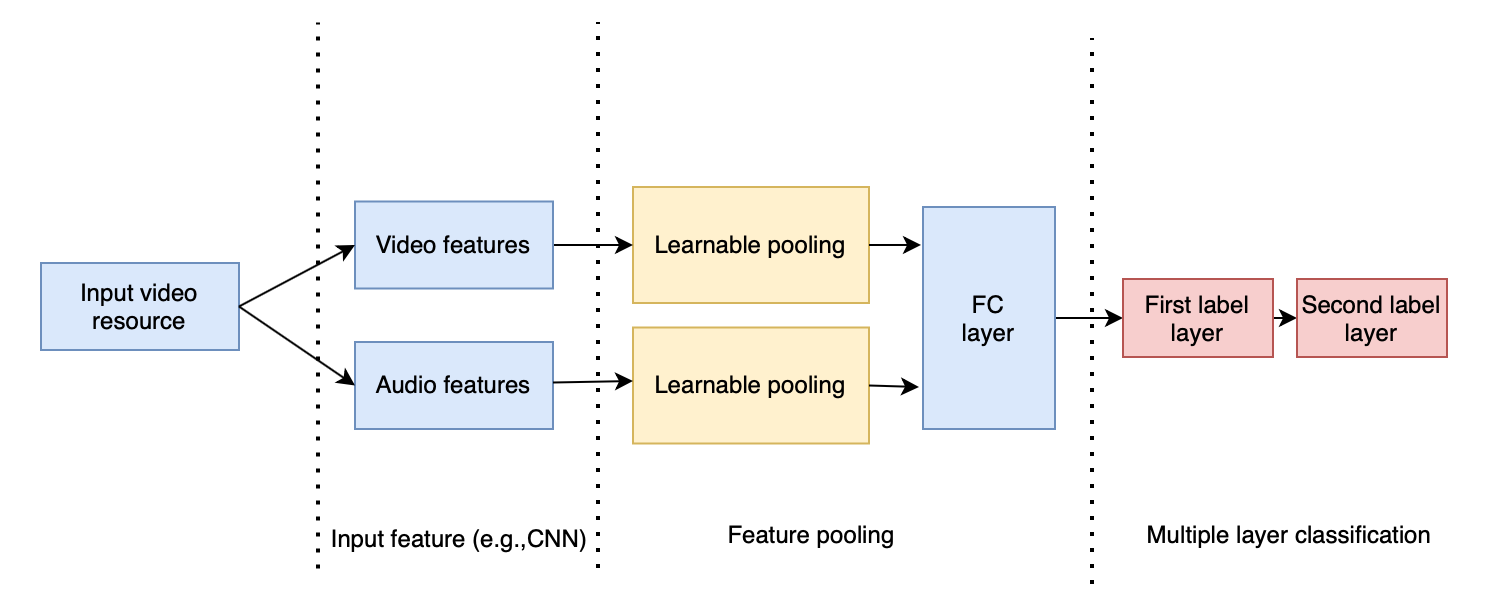 Input video
resource
Video features
Audio features
Input feature (e.g.,CNN)
Learnable pooling
Learnable pooling
FC
layer
Feature pooling
First label
layer
Second label
layer
Multiple layer classification